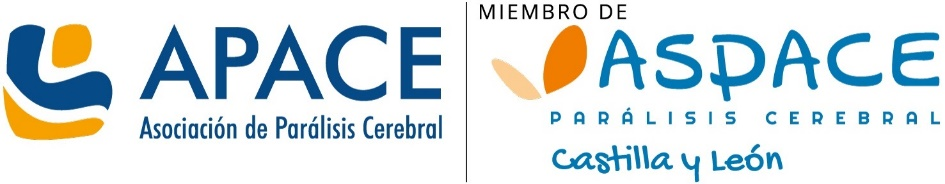 APACE
Asociación de Parálisis Cerebral
MIEMBRO DE
ASPACE
PARÁLISIS CEREBRAL
Castilla y León